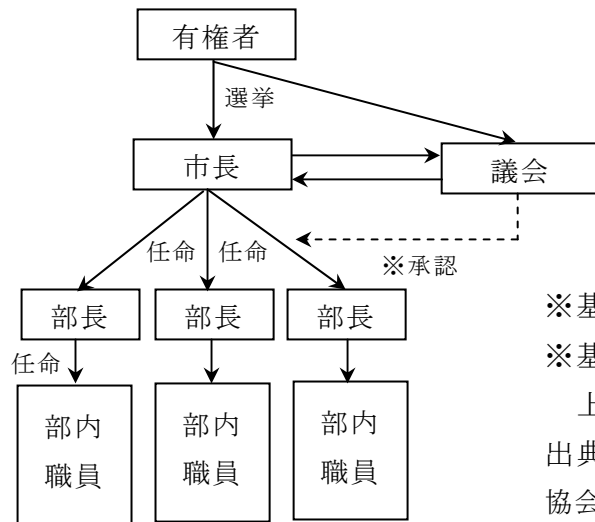 有権者
選挙
市長
議会
任命
任命
※承認
部長
部長
部長
任命
部内
職員
部内
職員
部内
職員
※基
※基
上
出典
協会